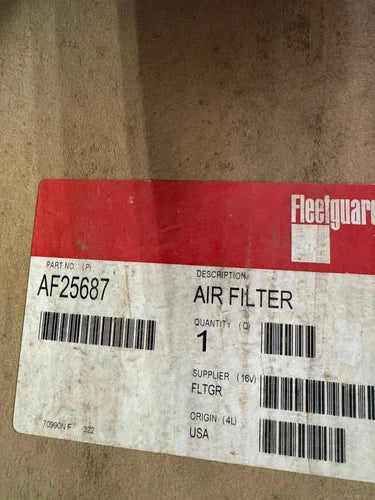 Fleetguard
PART NO (P)
AF25687
DESCRIPTION
AIR FILTER
QUANTITY (Q)
1
SUPPLIER (16V)
FLTGR
ORIGIN (4L)
USA
70990N F 322